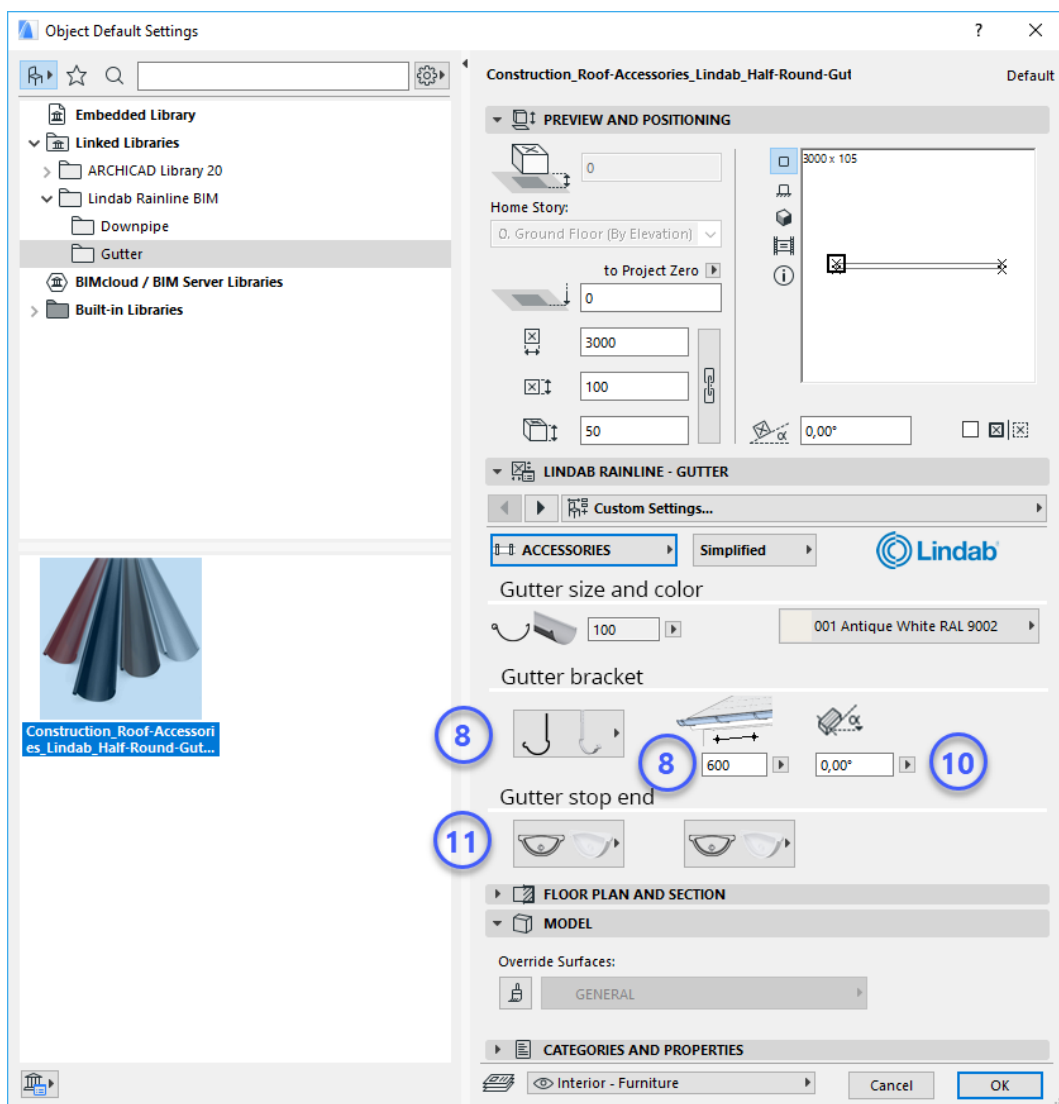 Object Default Settings
?
Embedded Library
Linked Libraries
ARCHICAD Library 20
Lindab Rainline BIM
Downpipe
Gutter
BIMcloud / BIM Server Libraries
Built-in Libraries
Construction_Roof-Accessori
es_Lindab_Half-Round-Gut...
Construction_Roof-Accessories_Lindab_Half-Round-Gut
Default
PREVIEW AND POSITIONING
0
Home Story:
0. Ground Floor (By Elevation)
to Project Zero
0
3000
100
50
3000 x 105
α
0,00°
LINDAB RAINLINE - GUTTER
Custom Settings...
ACCESSORIES
Simplified
Lindab
Gutter size and color
100
001 Antique White RAL 9002
Gutter bracket
8
8
600
α
0,00°
10
Gutter stop end
11
FLOOR PLAN AND SECTION
MODEL
Override Surfaces:
GENERAL
CATEGORIES AND PROPERTIES
Interior - Furniture
Cancel
OK